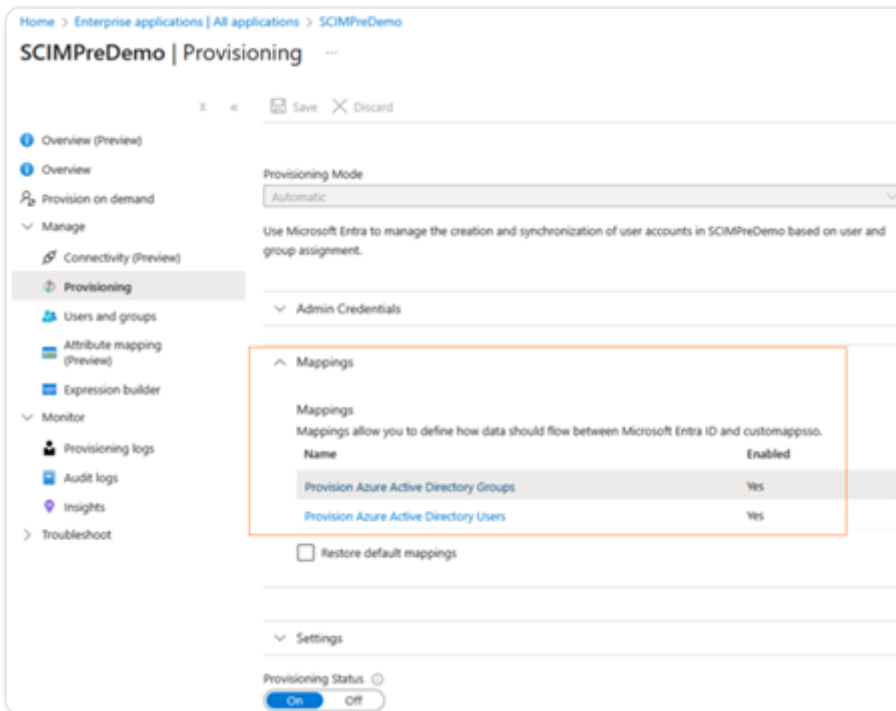 Home > Enterprise applications | All applications > SCIMPreDemo
SCIMPreDemo | Provisioning ...
Save Discard
Overview (Preview)
Overview
Provision on demand
Manage
Connectivity (Preview)
Provisioning
Users and groups
Attribute mapping
(Preview)
Expression builder
Monitor
Provisioning logs
Audit logs
Insights
Troubleshoot
Provisioning Mode
Automatic
Use Microsoft Entra to manage the creation and synchronization of user accounts in SCIMPreDemo based on user and
group assignment.
Admin Credentials
Mappings
Mappings
Mappings allow you to define how data should flow between Microsoft Entra ID and customappsso.
Name Enabled
Provision Azure Active Directory Groups Yes
Provision Azure Active Directory Users Yes
Restore default mappings
Settings
Provisioning Status
On Off